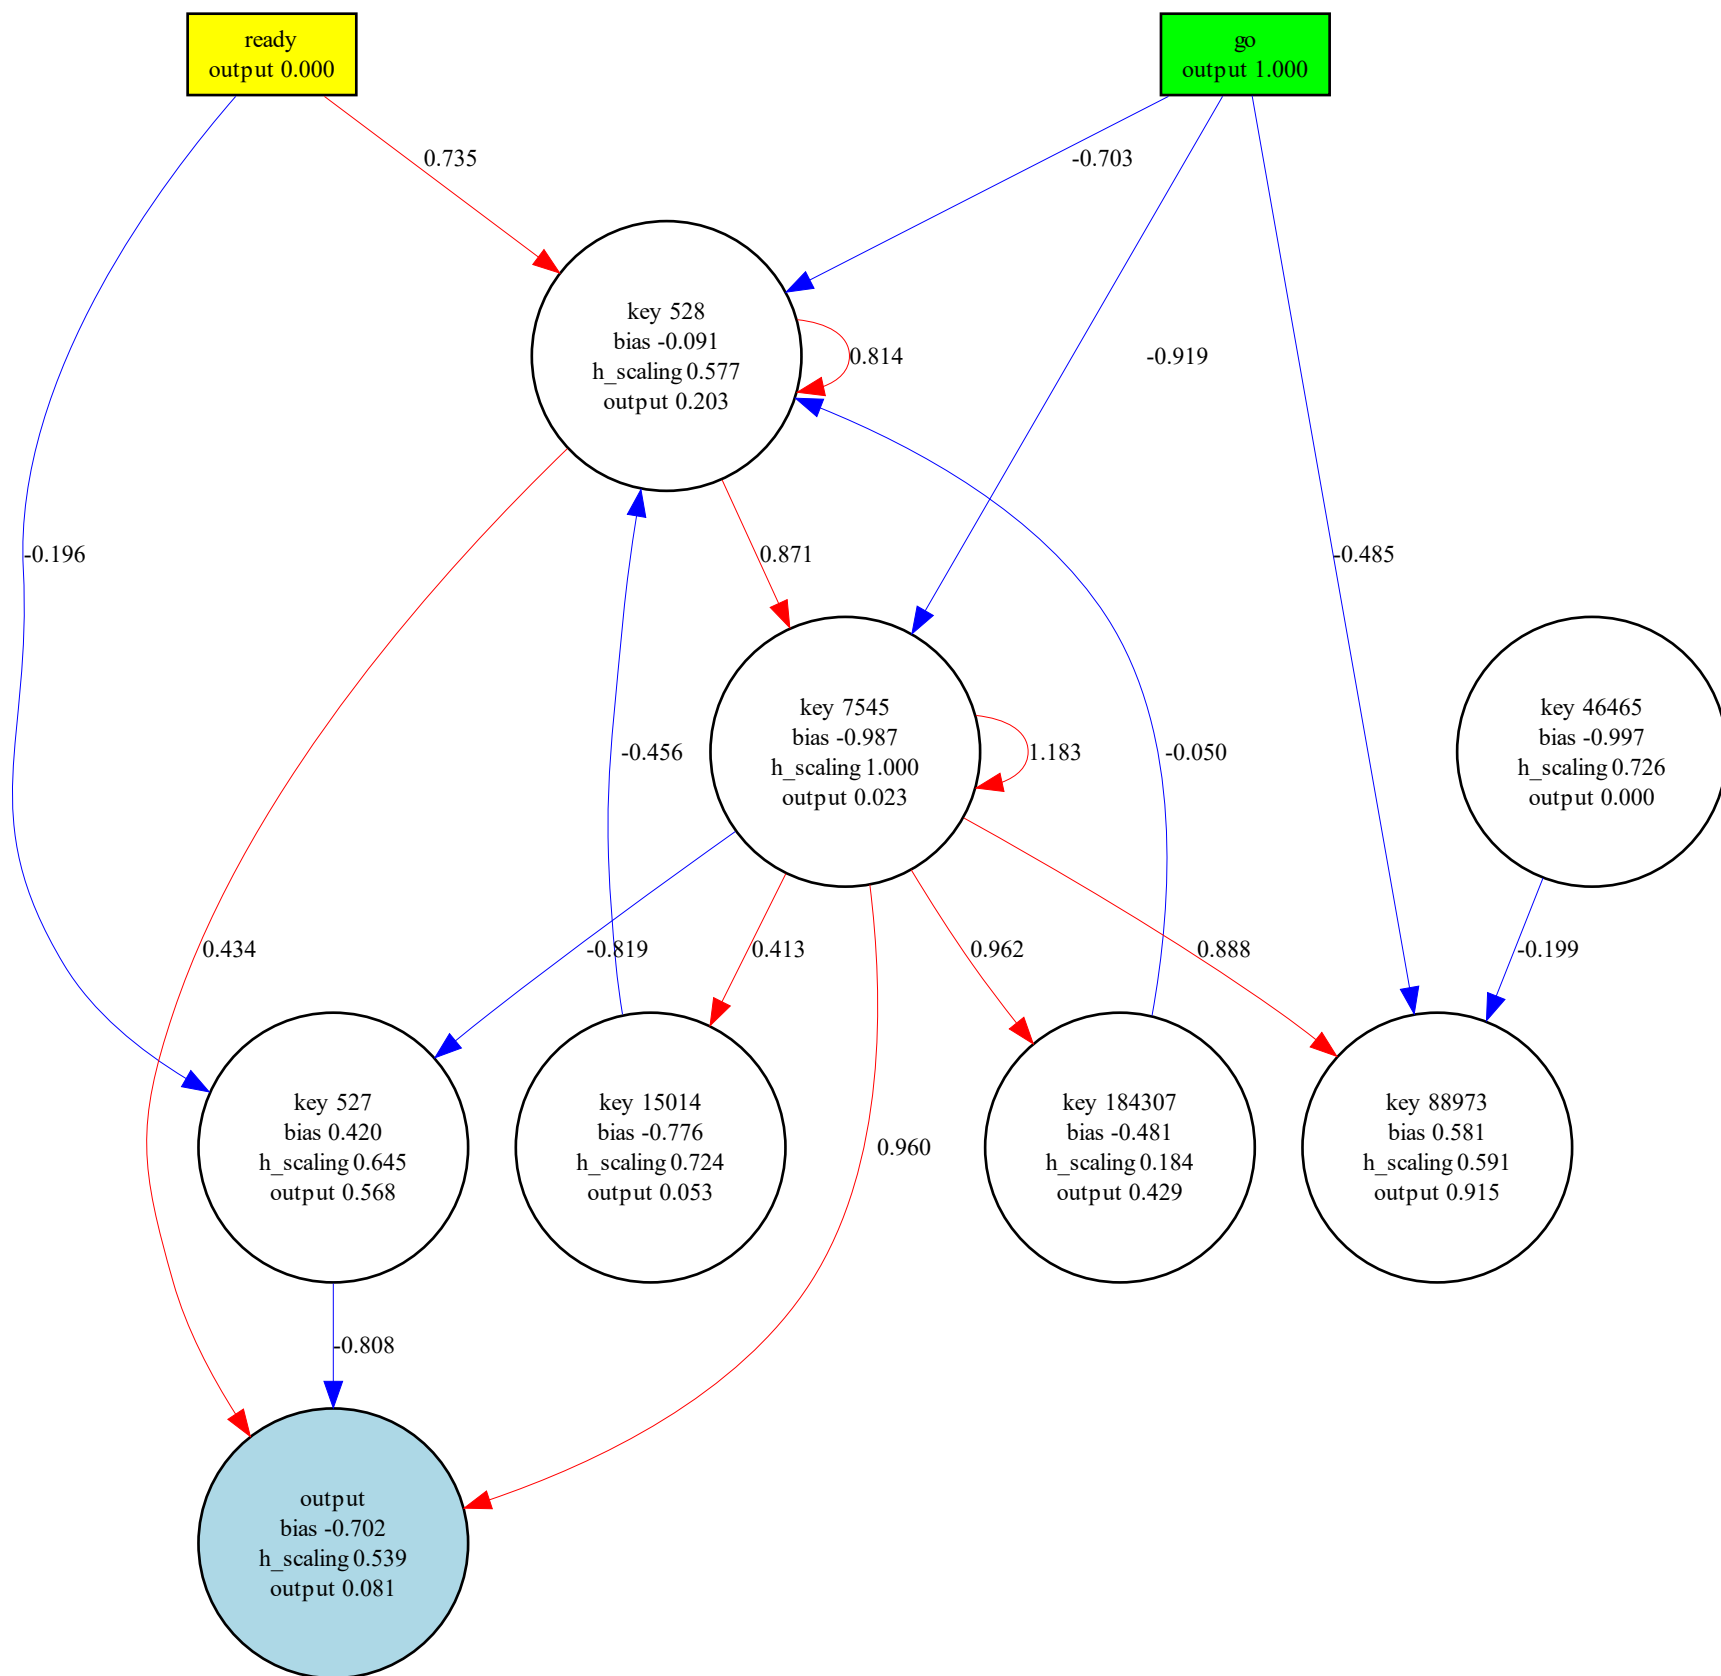 ready
output 0.000
go
output 1.000
0.735
-0.703
key 528
bias -0.091
h_scaling 0.577
output 0.203
0.814
-0.919
-0.196
0.871
-0.485
key 7545
bias -0.987
h_scaling 1.000
output 0.023
-0.456
1.183
-0.050
key 46465
bias -0.997
h_scaling 0.726
output 0.000
0.434
-0.819
0.413
0.962
0.888
-0.199
key 527
bias 0.420
h_scaling 0.645
output 0.568
key 15014
bias -0.776
h_scaling 0.724
output 0.053
0.960
key 184307
bias -0.481
h_scaling 0.184
output 0.429
key 88973
bias 0.581
h_scaling 0.591
output 0.915
-0.808
output
bias -0.702
h_scaling 0.539
output 0.081